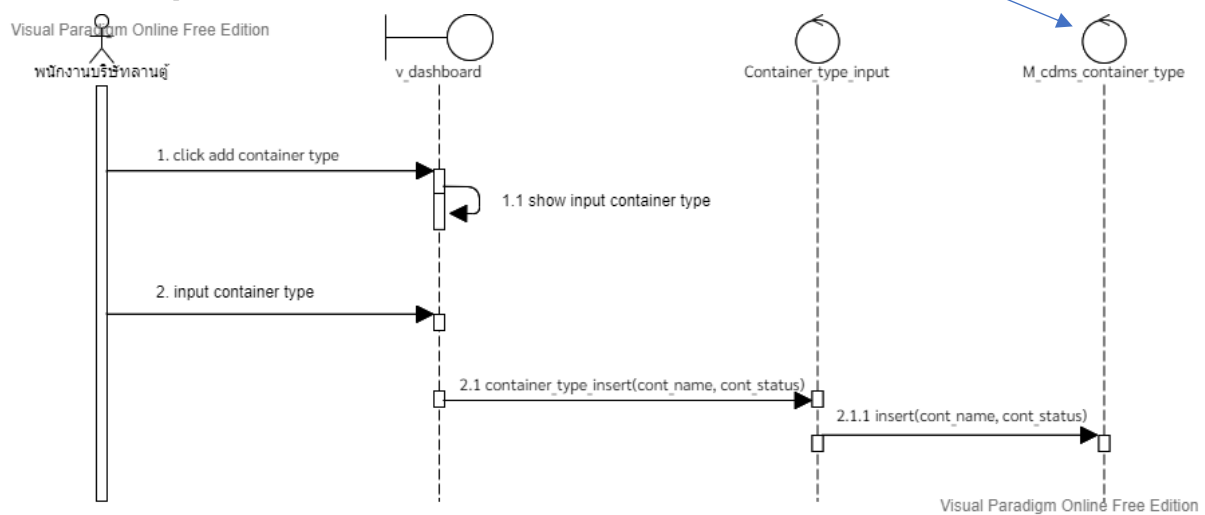 Visual Paradigm Online Free Edition
พนักงานบริษัทลานตู้
v_dashboard
Container_type_input
M_cdms_container_type
1. click add container type
1.1 show input container type
2. input container type
2.1 container_type_insert(cont_name, cont_status)
2.1.1 insert(cont_name, cont_status)
Visual Paradigm Online Free Edition